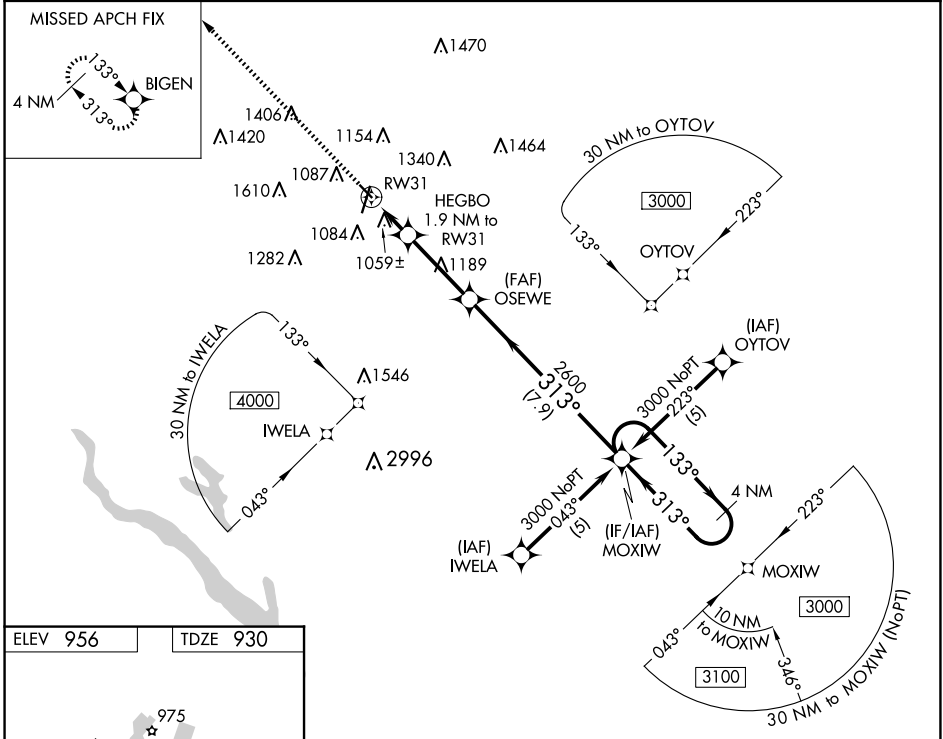 MISSED APCH FIX
133°
BIGEN
4 NM
313°
1470
1406
1420
1154
1464
1340
1087
RW31
1610
HEGBO
1.9 NM to
RW31
1084
1282
1059±
1189
(FAF)
OSEWE
30 NM to OYTOV
3000
223°
133°
OYTOV
(IAF)
OYTOV
30 NM to IWELA
133°
4000
1546
IWELA
2996
043°
2600
313°
(7.9)
3000 NoPT
223°
(5)
133°
4 NM
313°
3000 NoPT
043°
(5)
(IF/IAF)
MOXIW
(IAF)
IWELA
223°
MOXIW
3000
10 NM
to MOXIW
043°
346°
3100
30 NM to MOXIW (NoPT)
ELEV 956
TDZE 930
975